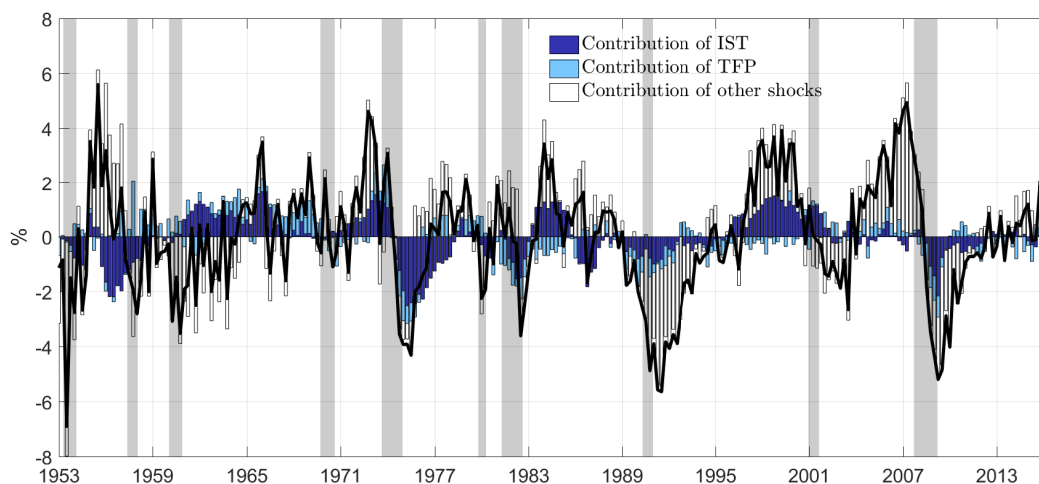 Contribution of IST
Contribution of TFP
Contribution of other shocks
%
8
6
4
2
0
-2
-4
-6
-8
1953 1959 1965 1971 1977 1983 1989 1995 2001 2007 2013